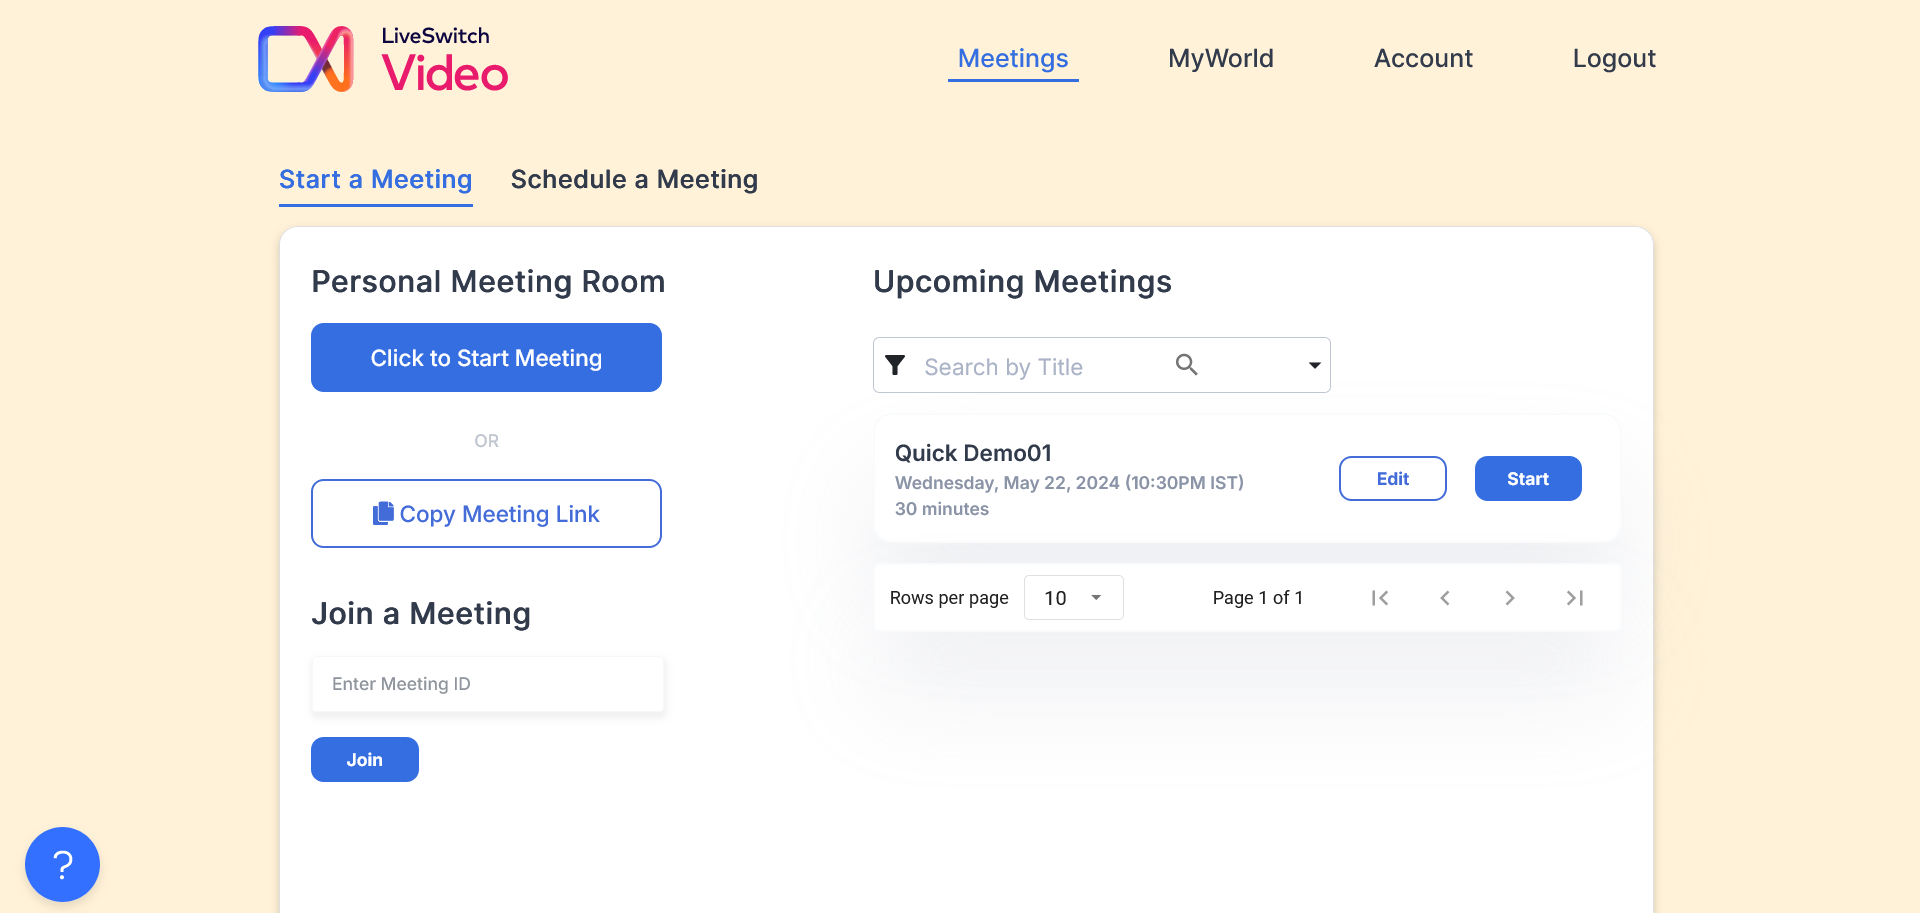 LiveSwitch
Video
Meetings
MyWorld
Account
Logout
Start a Meeting
Schedule a Meeting
Personal Meeting Room
Click to Start Meeting
OR
Copy Meeting Link
Join a Meeting
Enter Meeting ID
Join
Upcoming Meetings
Search by Title
Quick Demo01
Wednesday, May 22, 2024 (10:30PM IST)
30 minutes
Edit
Start
Rows per page
10
Page 1 of 1
?